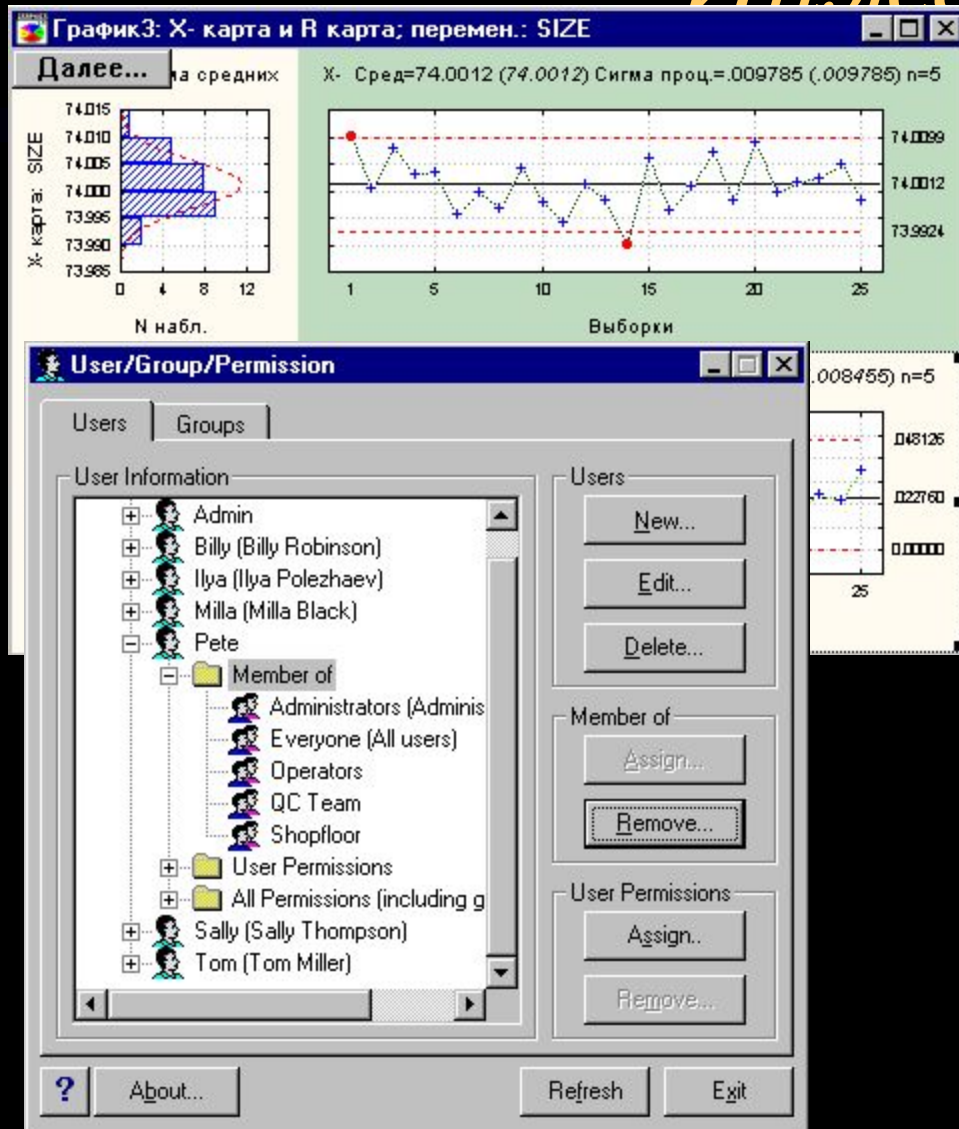 График3: X- карта и R карта; перемен.: SIZE
Далее...
ма средних
X- Сред=74.0012 (74.0012) Сигма проц.=.009785 (.009785) n=5
X- карта: SIZE
74.015
74.010
74.005
74.000
73.995
73.990
73.985
0 4 8 12
N набл.
74.0099
74.0012
73.9924
1 5 10 15 20 25
Выборки
.008455) n=5
.048126
.022760
0.00000
25
User/Group/Permission
Users Groups
User Information
Admin
Billy (Billy Robinson)
Ilya (Ilya Polezhaev)
Milla (Milla Black)
Pete
Member of
Administrators (Adminis
Everyone (All users)
Operators
QC Team
Shopfloor
User Permissions
All Permissions (including g
Sally (Sally Thompson)
Tom (Tom Miller)
Users
New...
Edit...
Delete...
Member of
Assign...
Remove...
User Permissions
Assign..
Remove...
? About... Refresh Exit